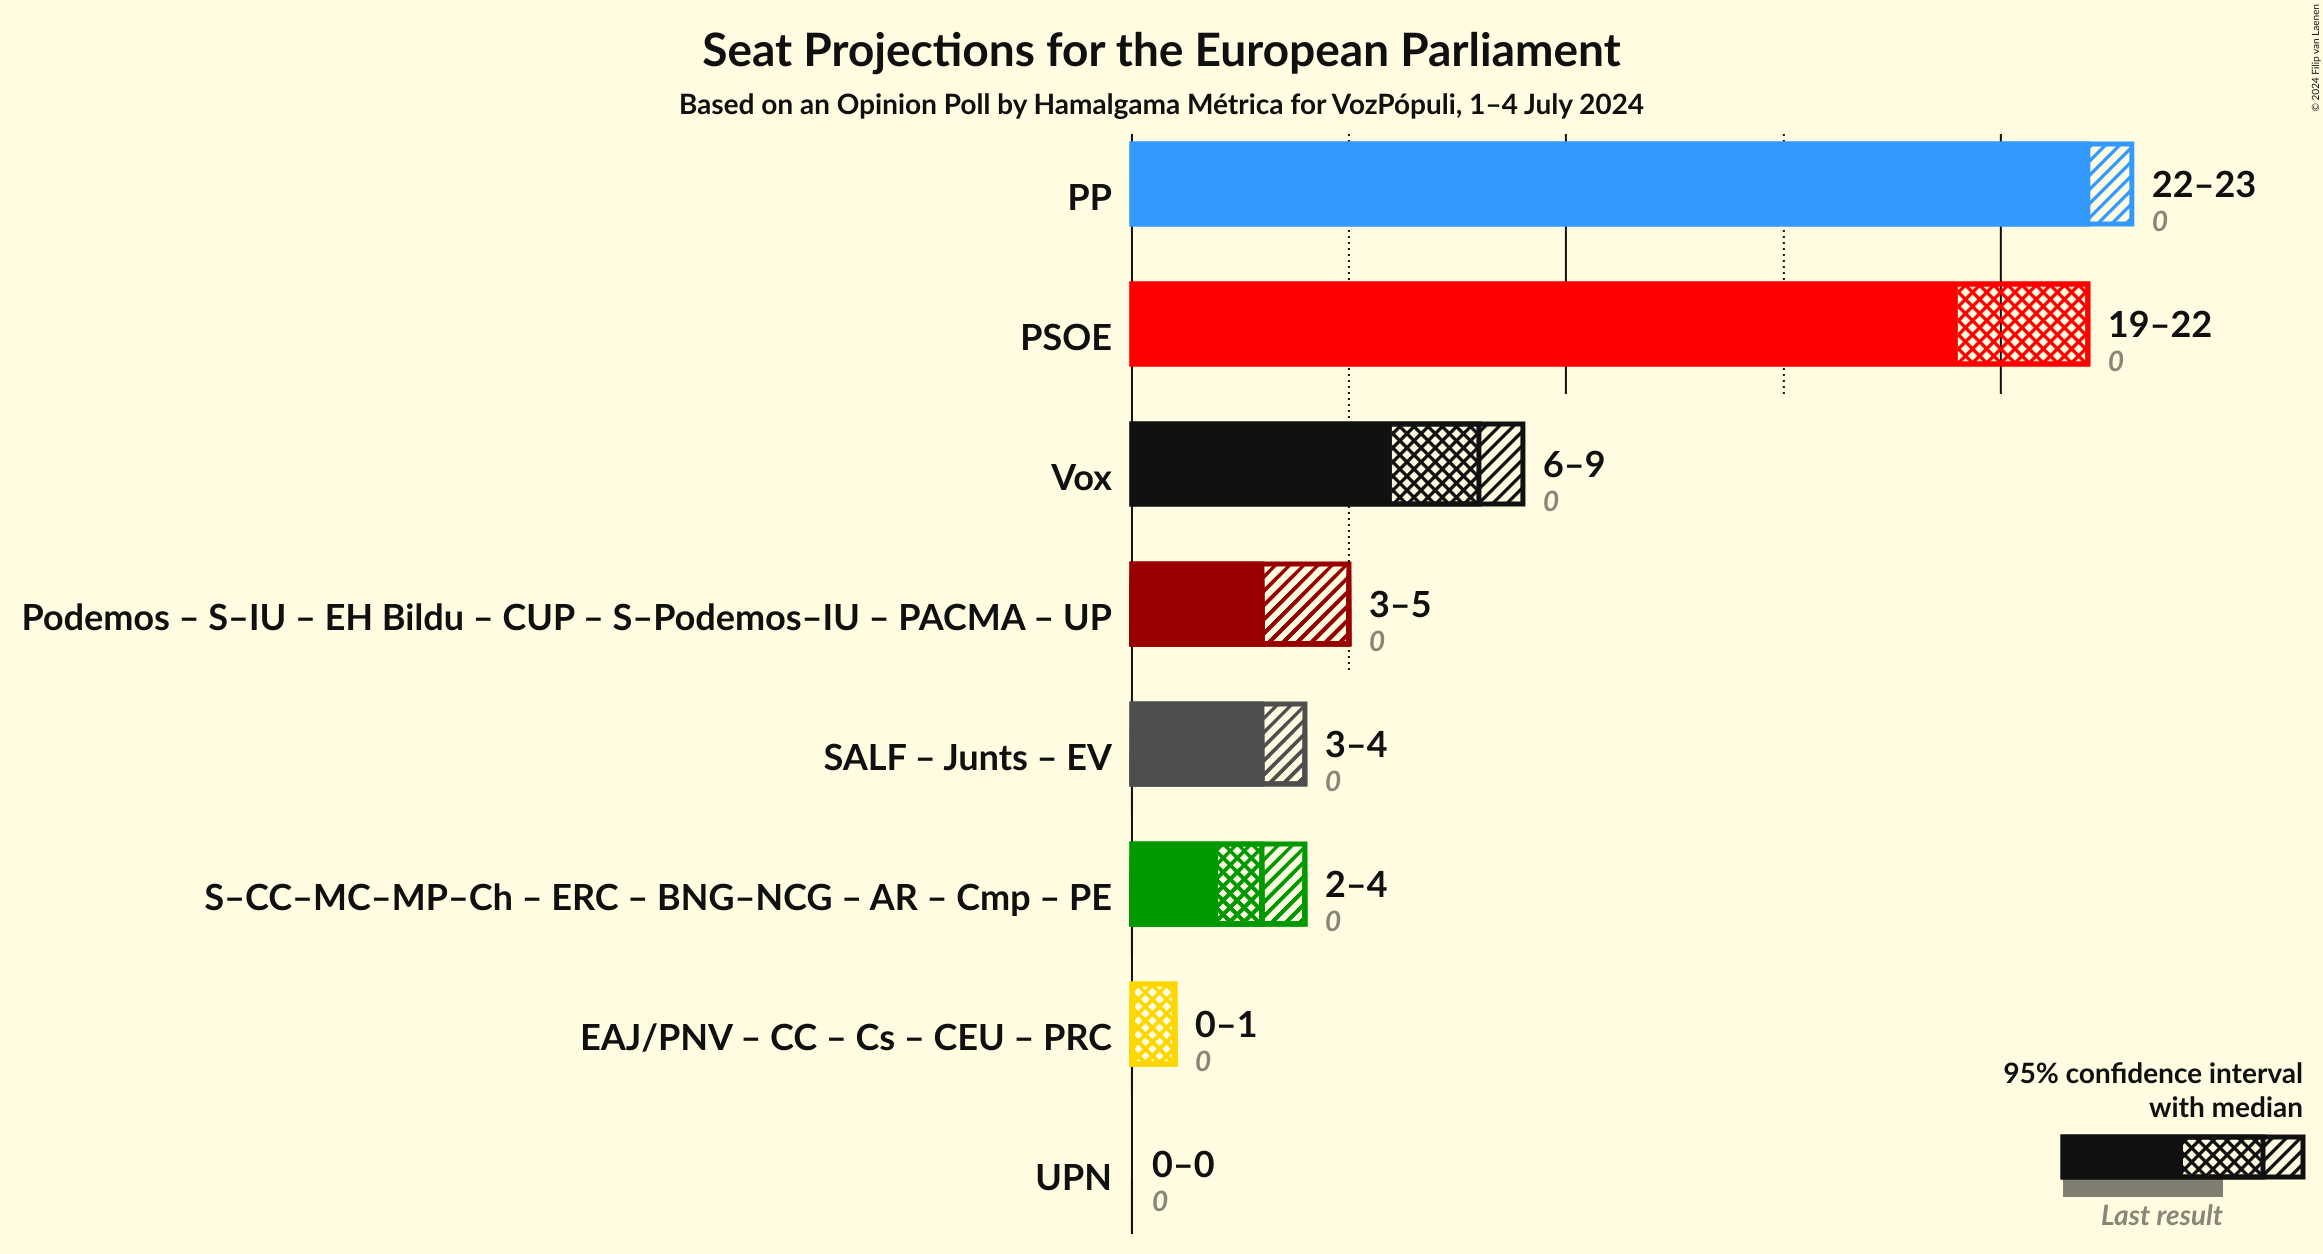 Seat Projections for the European Parliament
Based on an Opinion Poll by Hamalgama Métrica for VozPópuli, 1–4 July 2024
© 2024 Filip van Laenen
PP
22–23
0
PSOE
19–22
0
Vox
6–9
0
Podemos – S–IU – EH Bildu – CUP – S–Podemos–IU – PACMA – UP
3–5
0
SALF – Junts – EV
3–4
0
S–CC–MC–MP–Ch – ERC – BNG–NCG – AR – Cmp – PE
2–4
0
EAJ/PNV – CC – Cs – CEU – PRC
0–1
0
UPN
0–0
0
95% confidence interval
with median
Last result